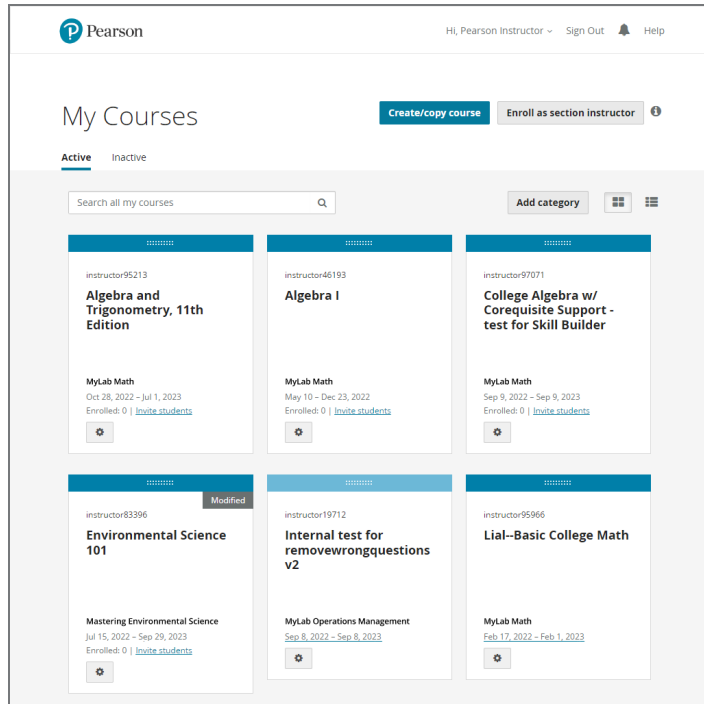 Pearson
Hi, Pearson Instructor
Sign Out
Help
My Courses
Create/copy course
Enroll as section instructor
Active
Inactive
Search all my courses
Add category
instructor95213
Algebra and
Trigonometry, 11th
Edition
MyLab Math
Oct 28, 2022 – Jul 1, 2023
Enrolled: 0 | Invite students
instructor46193
Algebra I
MyLab Math
May 10 – Dec 23, 2022
Enrolled: 0 | Invite students
instructor97071
College Algebra w/
Corequisite Support -
test for Skill Builder
MyLab Math
Sep 9, 2022 – Sep 9, 2023
Enrolled: 0 | Invite students
Modified
instructor83396
Environmental Science
101
Mastering Environmental Science
Jul 15, 2022 – Sep 29, 2023
Enrolled: 0 | Invite students
instructor19712
Internal test for
removewrongquestions
v2
MyLab Operations Management
Sep 8, 2022 – Sep 8, 2023
instructor95966
Lial--Basic College Math
MyLab Math
Feb 17, 2022 – Feb 1, 2023